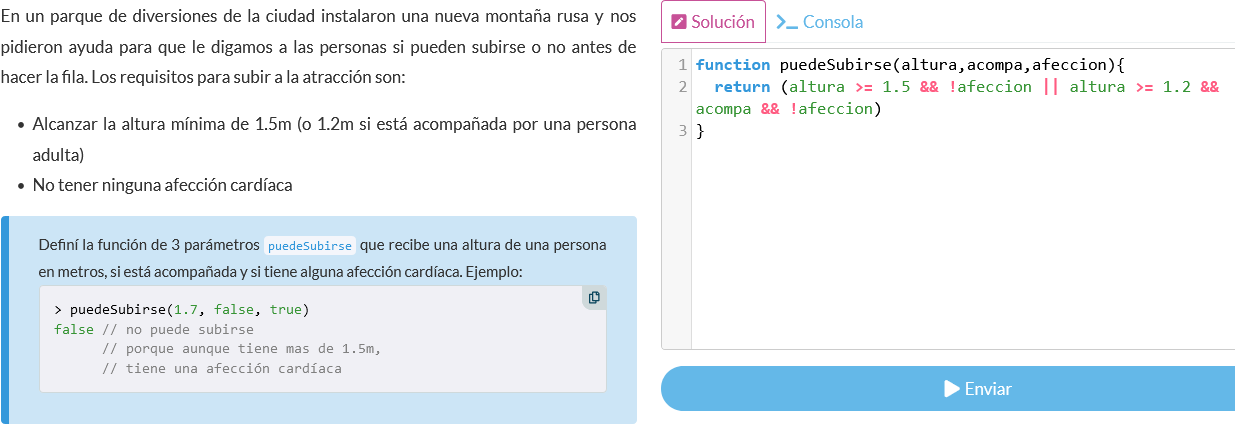 En un parque de diversiones de la ciudad instalaron una nueva montaña rusa y nos
pidieron ayuda para que le digamos a las personas si pueden subirse o no antes de
hacer la fila. Los requisitos para subir a la atracción son:
• Alcanzar la altura mínima de 1.5m (o 1.2m si está acompañada por una persona
adulta)
• No tener ninguna afección cardíaca
Definí la función de 3 parámetros puedeSubirse que recibe una altura de una persona
en metros, si está acompañada y si tiene alguna afección cardíaca. Ejemplo:
> puedeSubirse(1.7, false, true)
false // no puede subirse
// porque aunque tiene mas de 1.5m,
// tiene una afección cardíaca
Solución
Consola
1 function puedeSubirse(altura,acompa,afeccion){
2 return (altura >= 1.5 && !afeccion || altura >= 1.2 &&
acompa && !afeccion)
3 }
Enviar